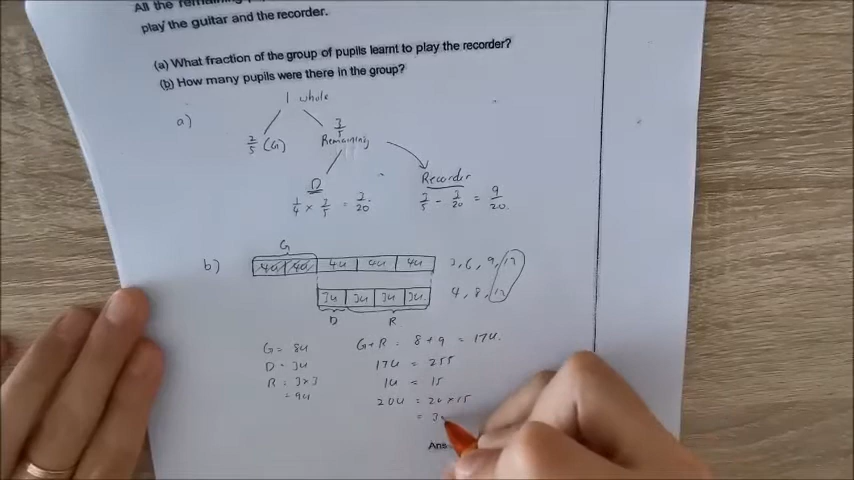 All the remaining
play the guitar and the recorder.
(a) What fraction of the group of pupils learnt to play the recorder?
(b) How many pupils were there in the group?
a) 1 whole
2/5 (G) 3/5 Remaining
D Recorder
1/4 × 3/5 = 3/20 3/5 - 3/20 = 9/20
G
b) 4u 4u 4u 4u 4u 3, 6, 9, 12
3u 3u 3u 3u 4, 8, 12
D R
G = 8u G+R = 8+9 = 17u.
D = 3u 17u = 255
R = 3×3 1u = 15
= 9u 20u = 20 × 15
= 3
Ans